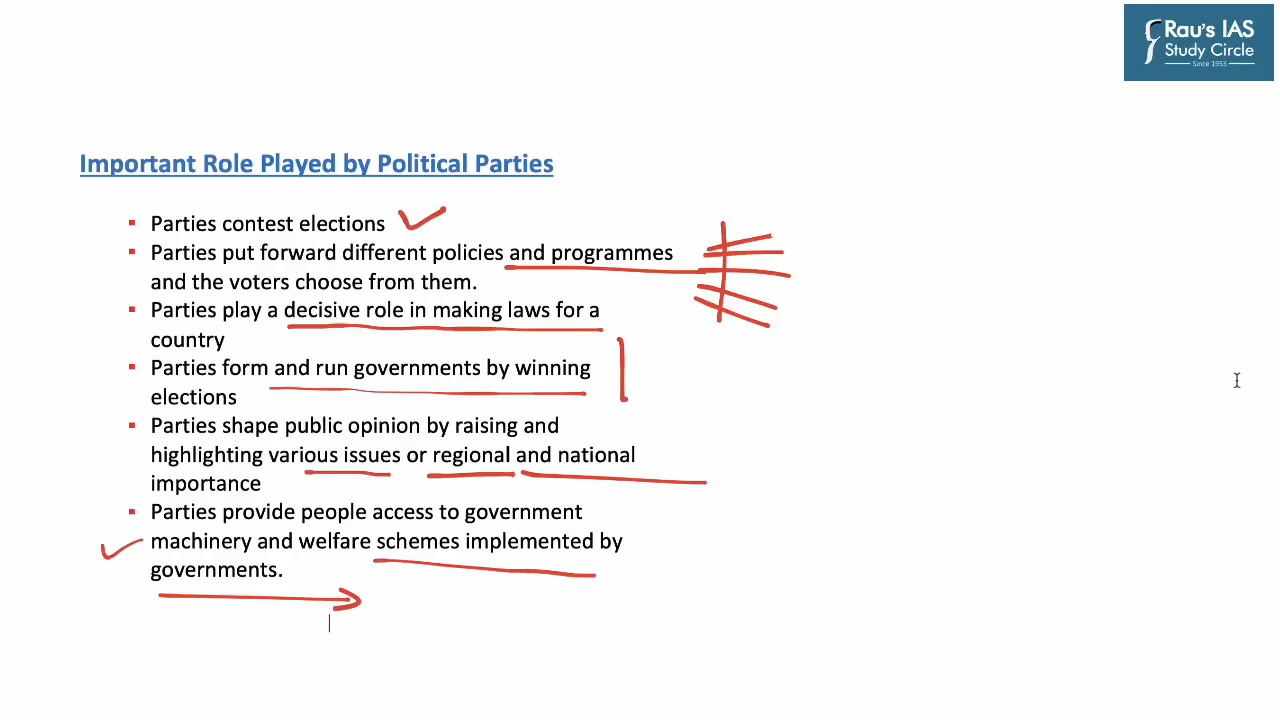 Rau's IAS
Study Circle
Since 1953
Important Role Played by Political Parties
▪ Parties contest elections
▪ Parties put forward different policies and programmes
and the voters choose from them.
▪ Parties play a decisive role in making laws for a
country
▪ Parties form and run governments by winning
elections
▪ Parties shape public opinion by raising and
highlighting various issues or regional and national
importance
▪ Parties provide people access to government
machinery and welfare schemes implemented by
governments.